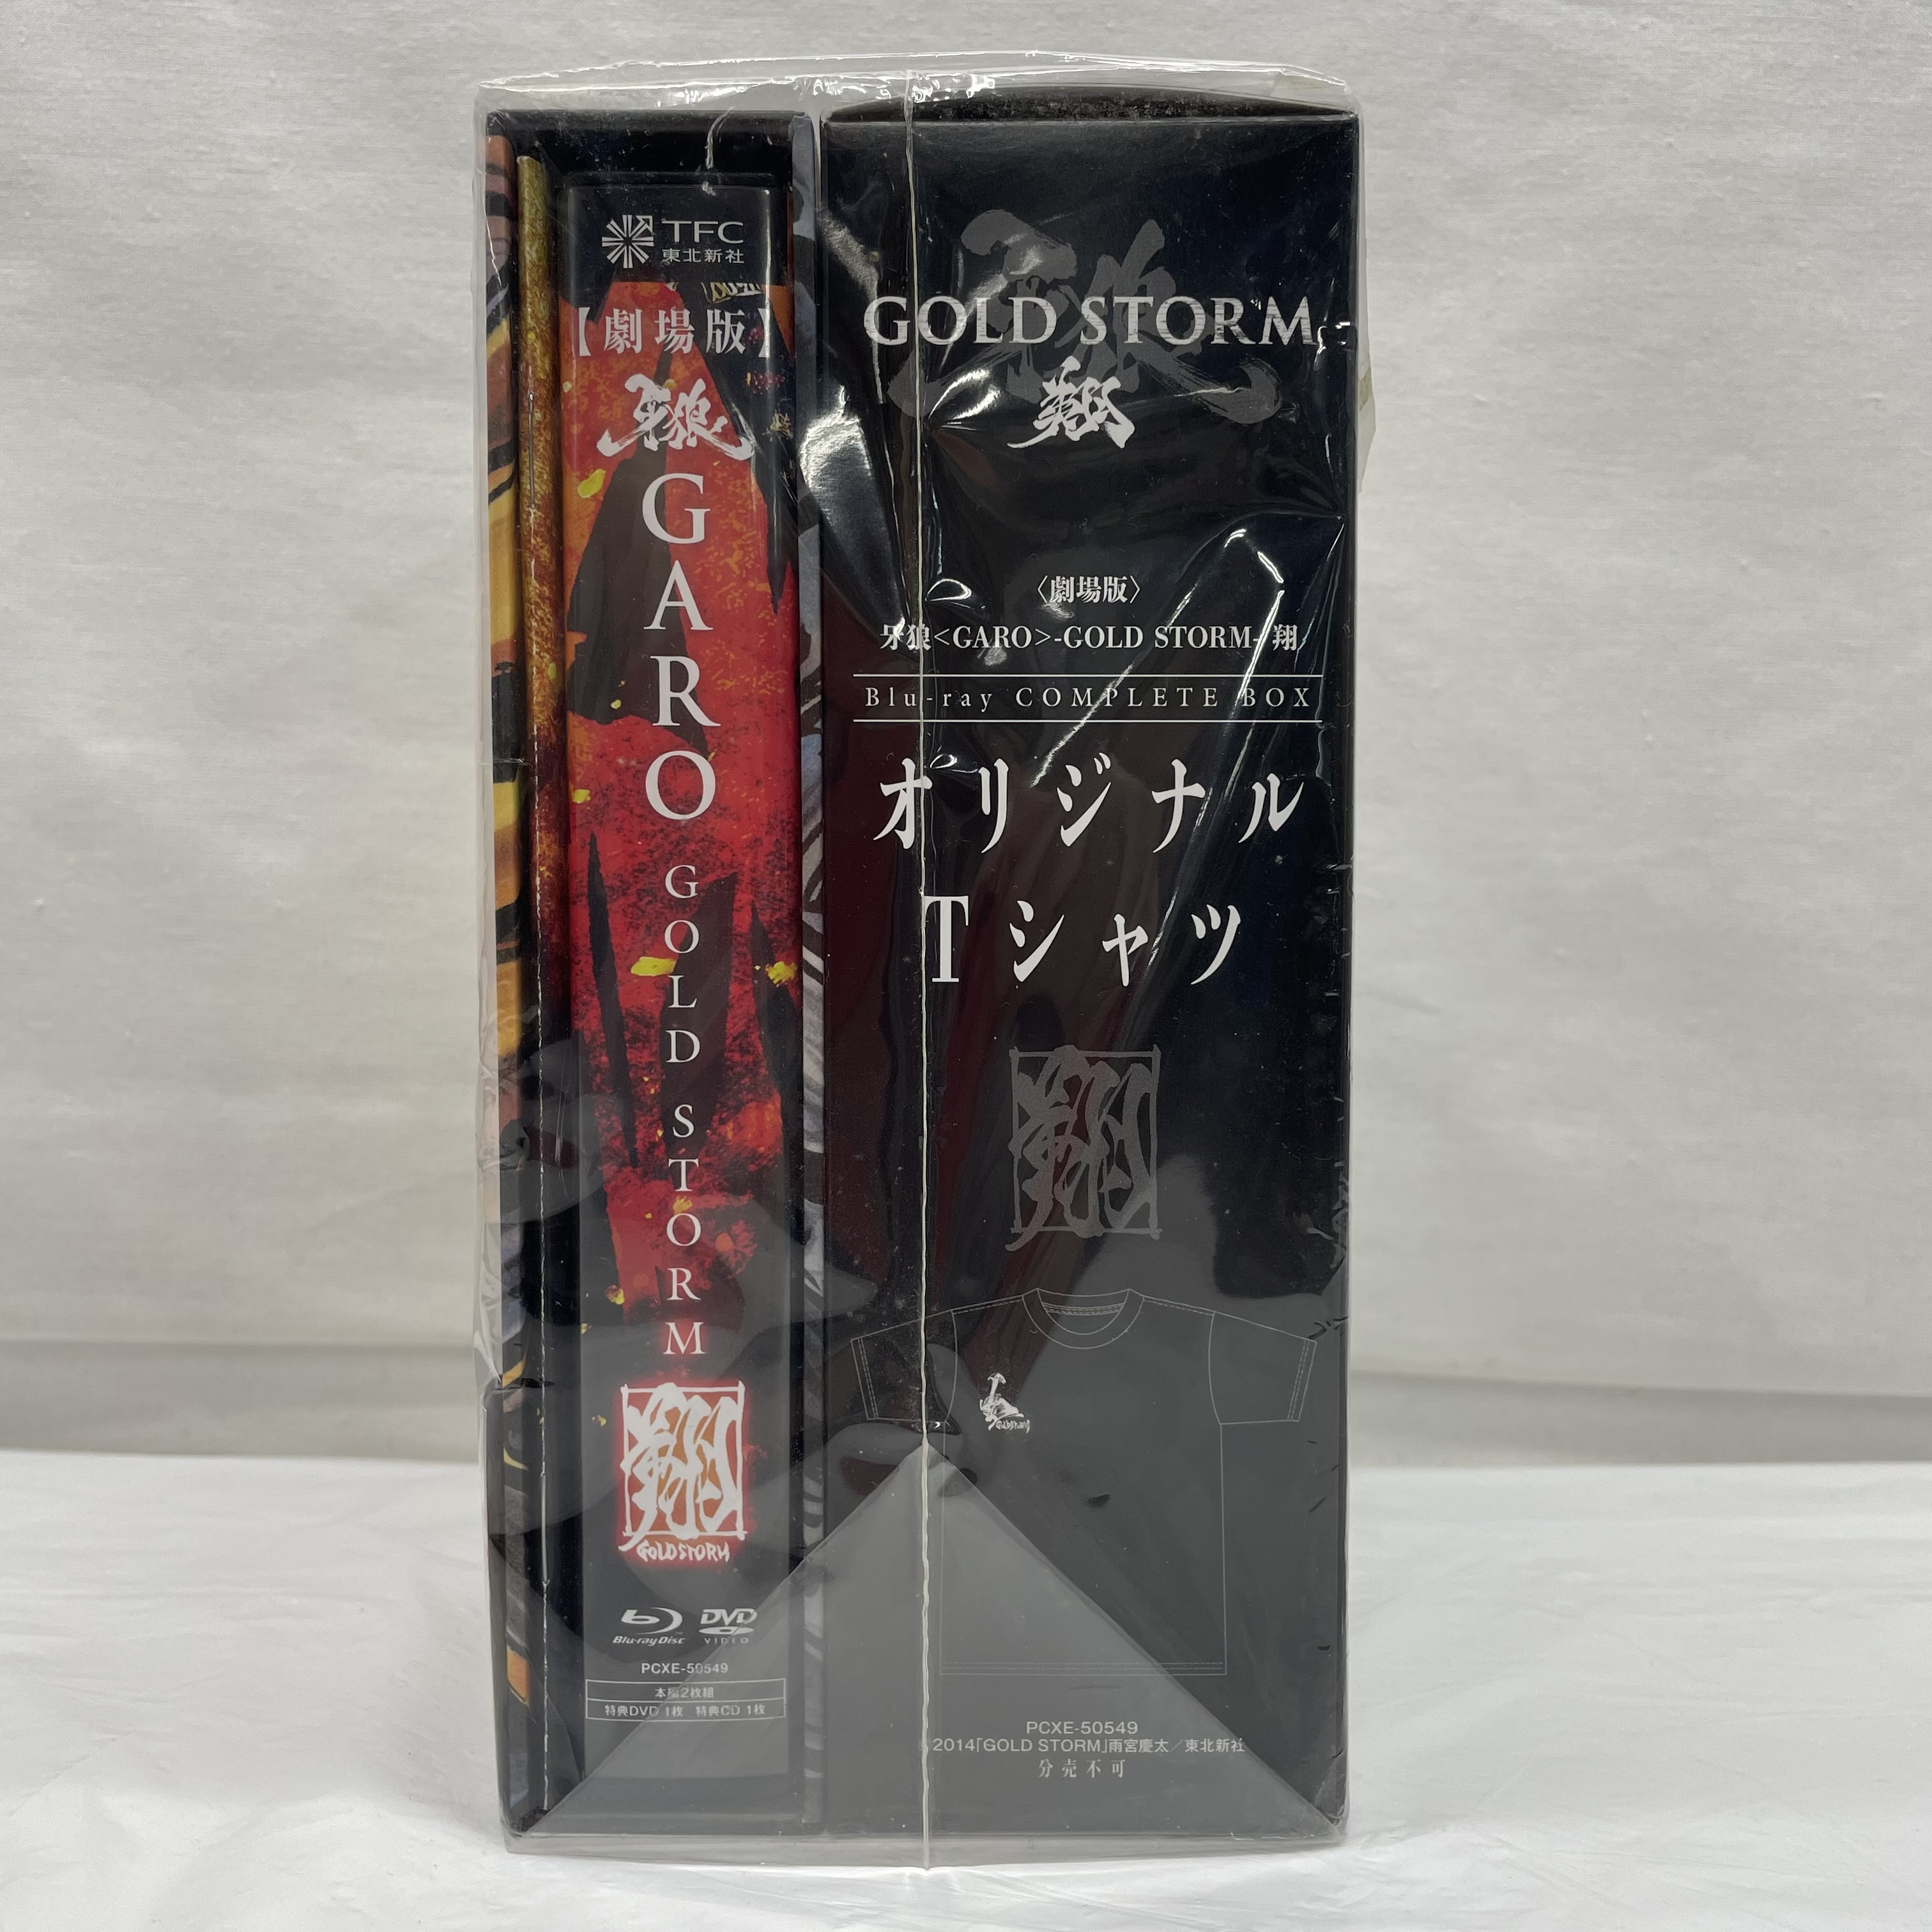 TFC
東北新社
【劇場版】
牙狼
GARO
GOLD STORM
翔
GOLDSTORM
Blu-ray Disc
DVD
VIDEO
PCXE-50549
本編2枚組
特典DVD 1枚 特典CD 1枚
牙狼
GOLD STORM
翔
〈劇場版〉
牙狼<GARO>-GOLD STORM-翔
Blu-ray COMPLETE BOX
オリジナル
Tシャツ
翔
GOLDSTORM
PCXE-50549
©2014「GOLD STORM」雨宮慶太／東北新社
分売不可